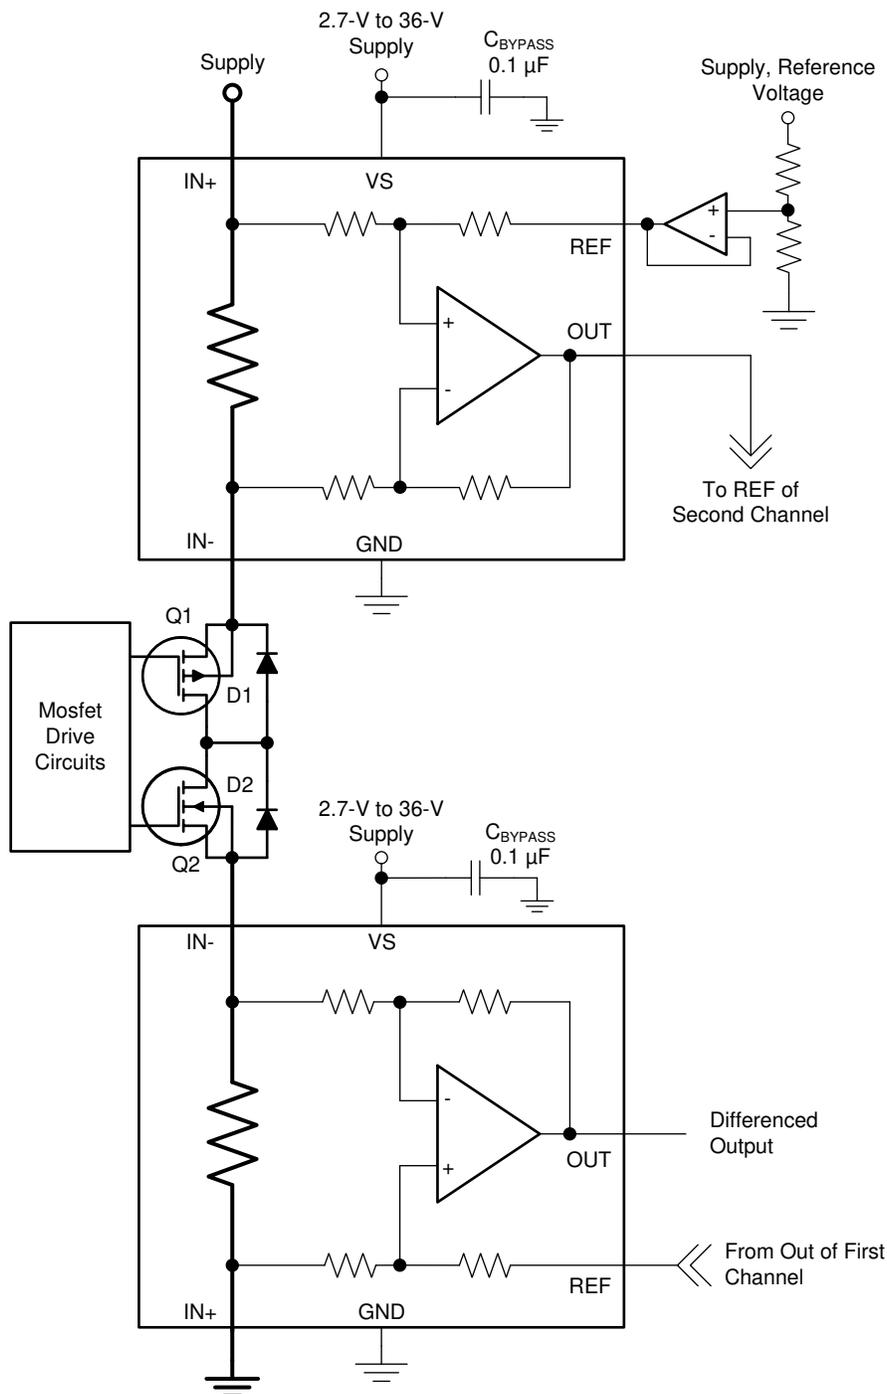 2.7-V to 36-V
Supply
C_BYPASS
0.1 µF
Supply
Supply, Reference
Voltage
IN+
VS
+
-
REF
+
-
OUT
To REF of
Second Channel
IN-
GND
Q1
D1
Mosfet
Drive
Circuits
D2
Q2
2.7-V to 36-V
Supply
C_BYPASS
0.1 µF
IN-
VS
-
+
OUT
Differenced
Output
From Out of First
Channel
REF
IN+
GND